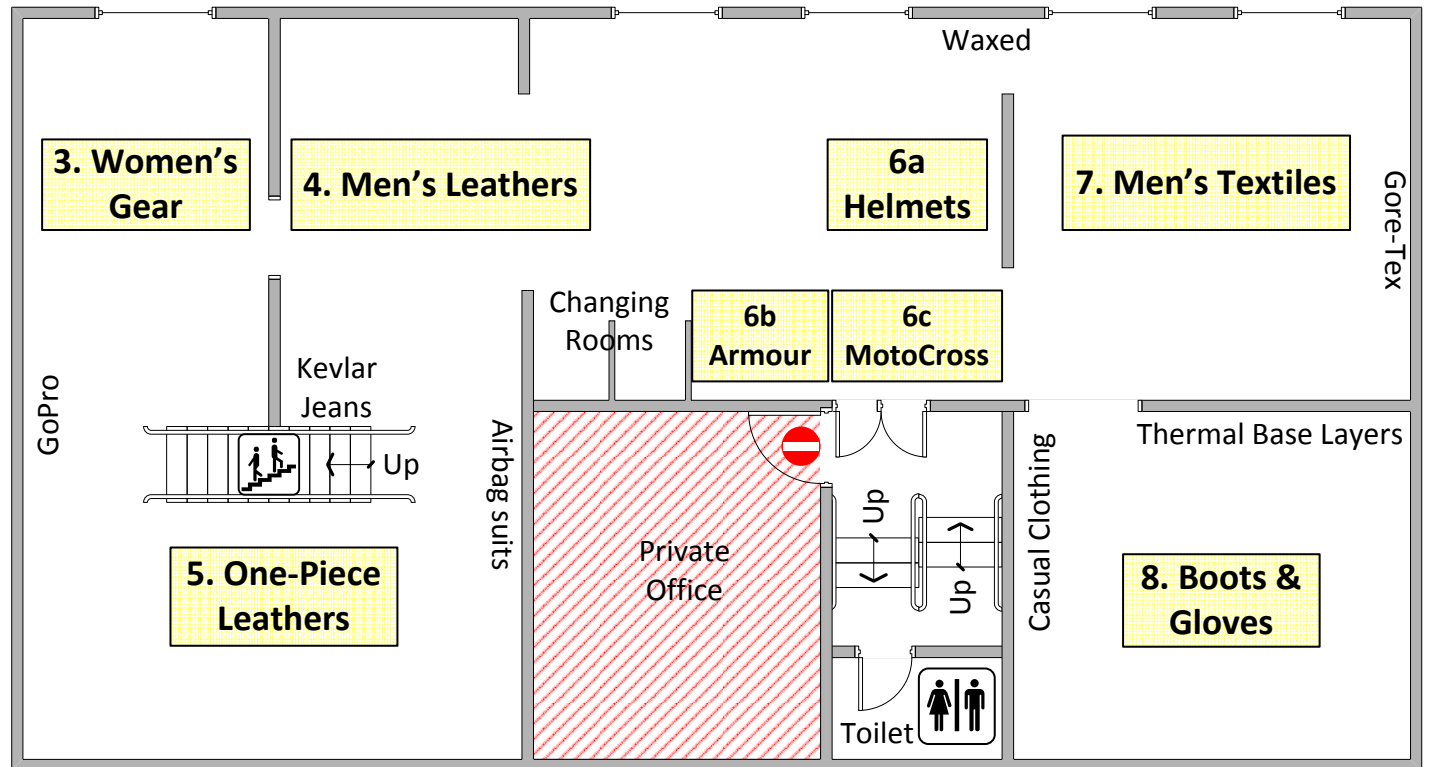 Waxed
3. Women's
Gear
4. Men's Leathers
6a
Helmets
7. Men's Textiles
Gore-Tex
Changing
Rooms
6b
Armour
6c
MotoCross
Kevlar
Jeans
GoPro
Up
Airbag suits
Thermal Base Layers
Casual Clothing
Up
Up
Private
Office
5. One-Piece
Leathers
8. Boots &
Gloves
Toilet